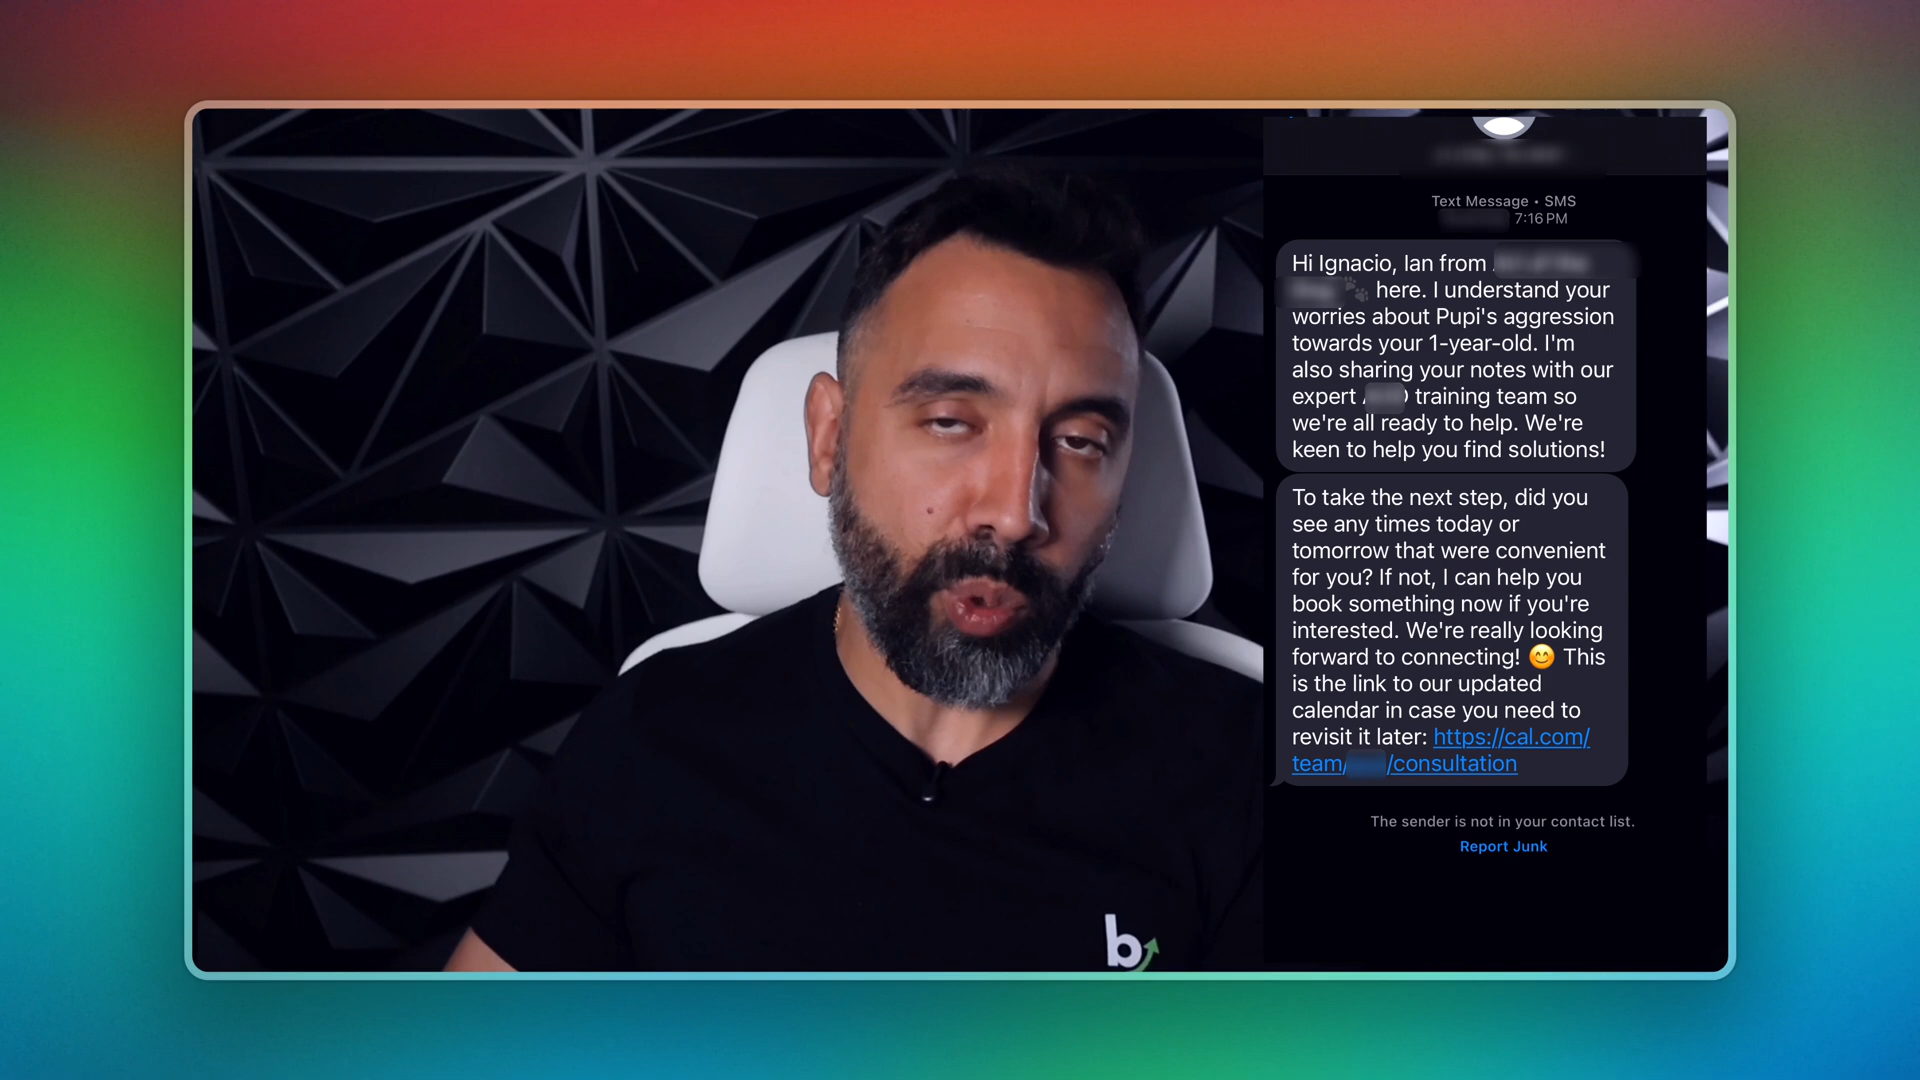 Text Message • SMS
7:16 PM
Hi Ignacio, Ian from
here. I understand your
worries about Pupi's aggression
towards your 1-year-old. I'm
also sharing your notes with our
expert training team so
we're all ready to help. We're
keen to help you find solutions!
To take the next step, did you
see any times today or
tomorrow that were convenient
for you? If not, I can help you
book something now if you're
interested. We're really looking
forward to connecting! 😊 This
is the link to our updated
calendar in case you need to
revisit it later: https://cal.com/
team/ /consultation
The sender is not in your contact list.
Report Junk
b